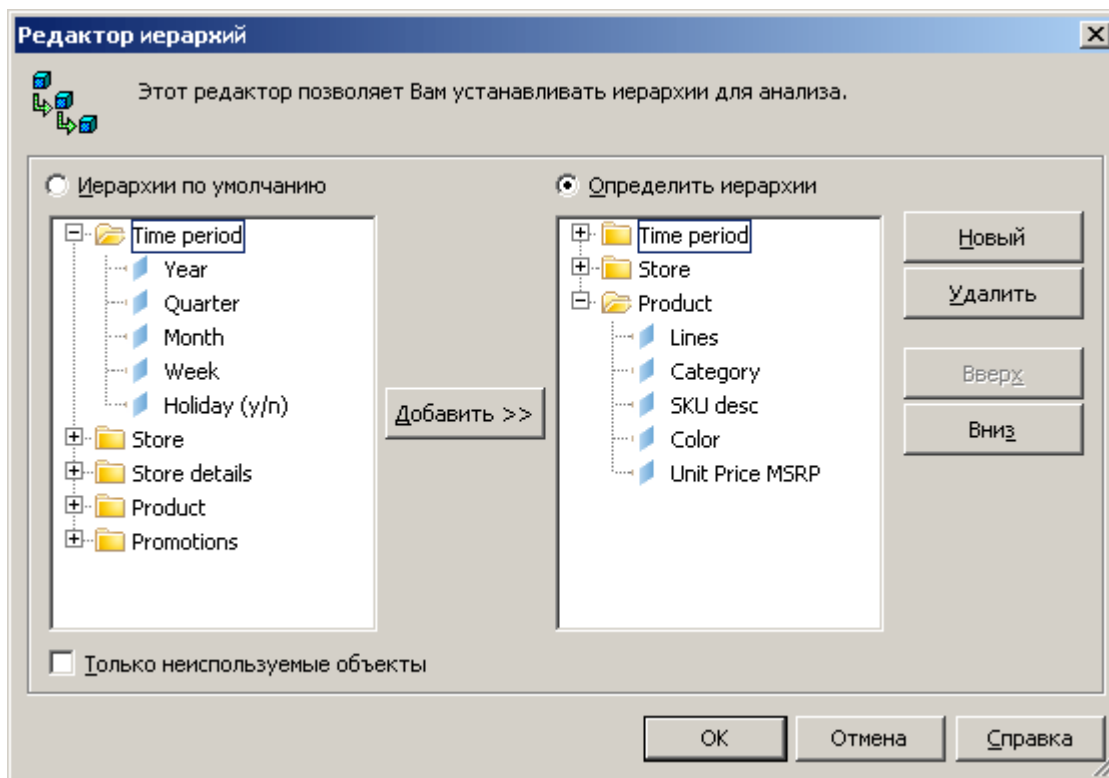 Редактор иерархий
Этот редактор позволяет Вам устанавливать иерархии для анализа.
Иерархии по умолчанию
Time period
Year
Quarter
Month
Week
Holiday (y/n)
Store
Store details
Product
Promotions
Добавить >>
Определить иерархии
Time period
Store
Product
Lines
Category
SKU desc
Color
Unit Price MSRP
Новый
Удалить
Вверх
Вниз
Только неиспользуемые объекты
OK
Отмена
Справка